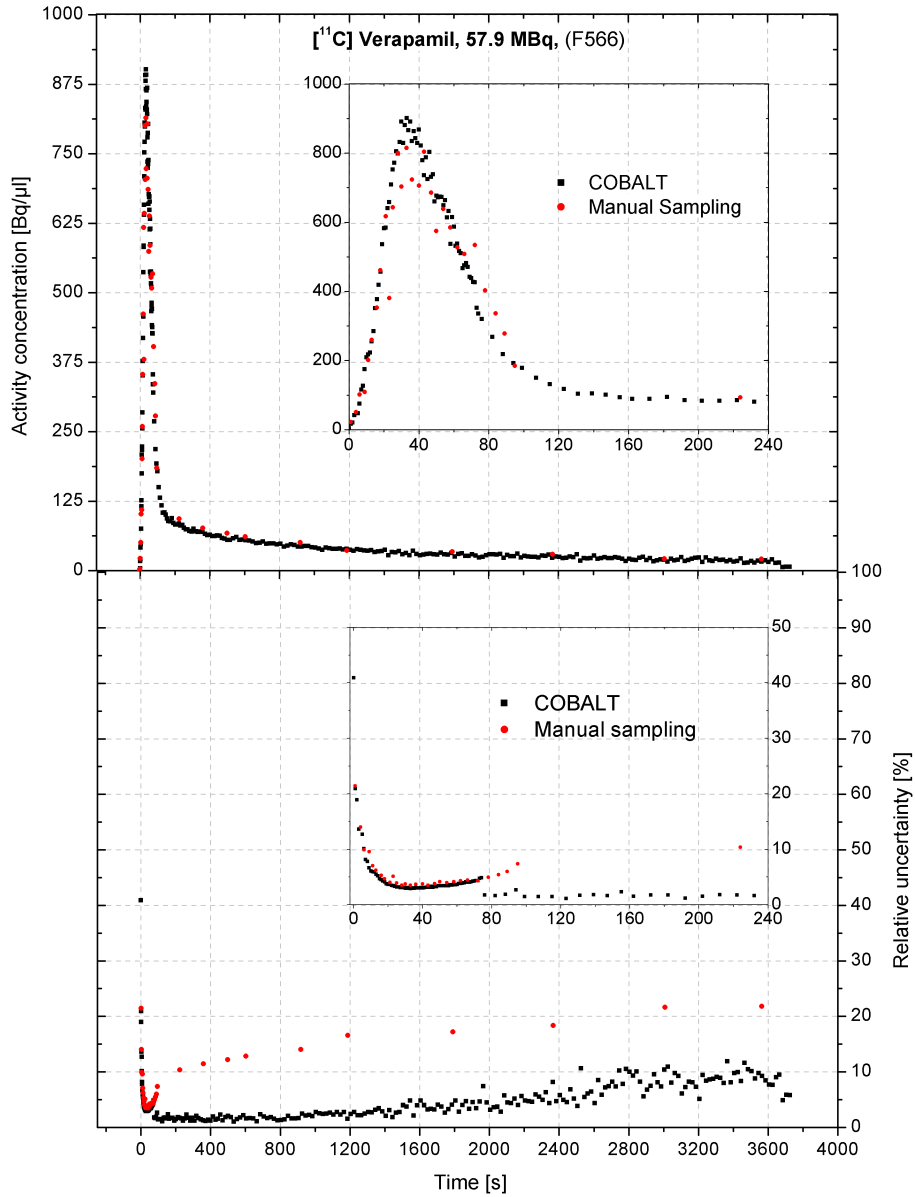 [¹¹C] Verapamil, 57.9 MBq, (F566)
Activity concentration [Bq/µl]
1000
875
750
625
500
375
250
125
0
1000
800
600
400
200
0
0 40 80 120 160 200 240
COBALT
Manual Sampling
100
90
80
70
60
50
40
30
20
10
0
Relative uncertainty [%]
50
40
30
20
10
0
0 40 80 120 160 200 240
COBALT
Manual sampling
0 400 800 1200 1600 2000 2400 2800 3200 3600 4000
Time [s]